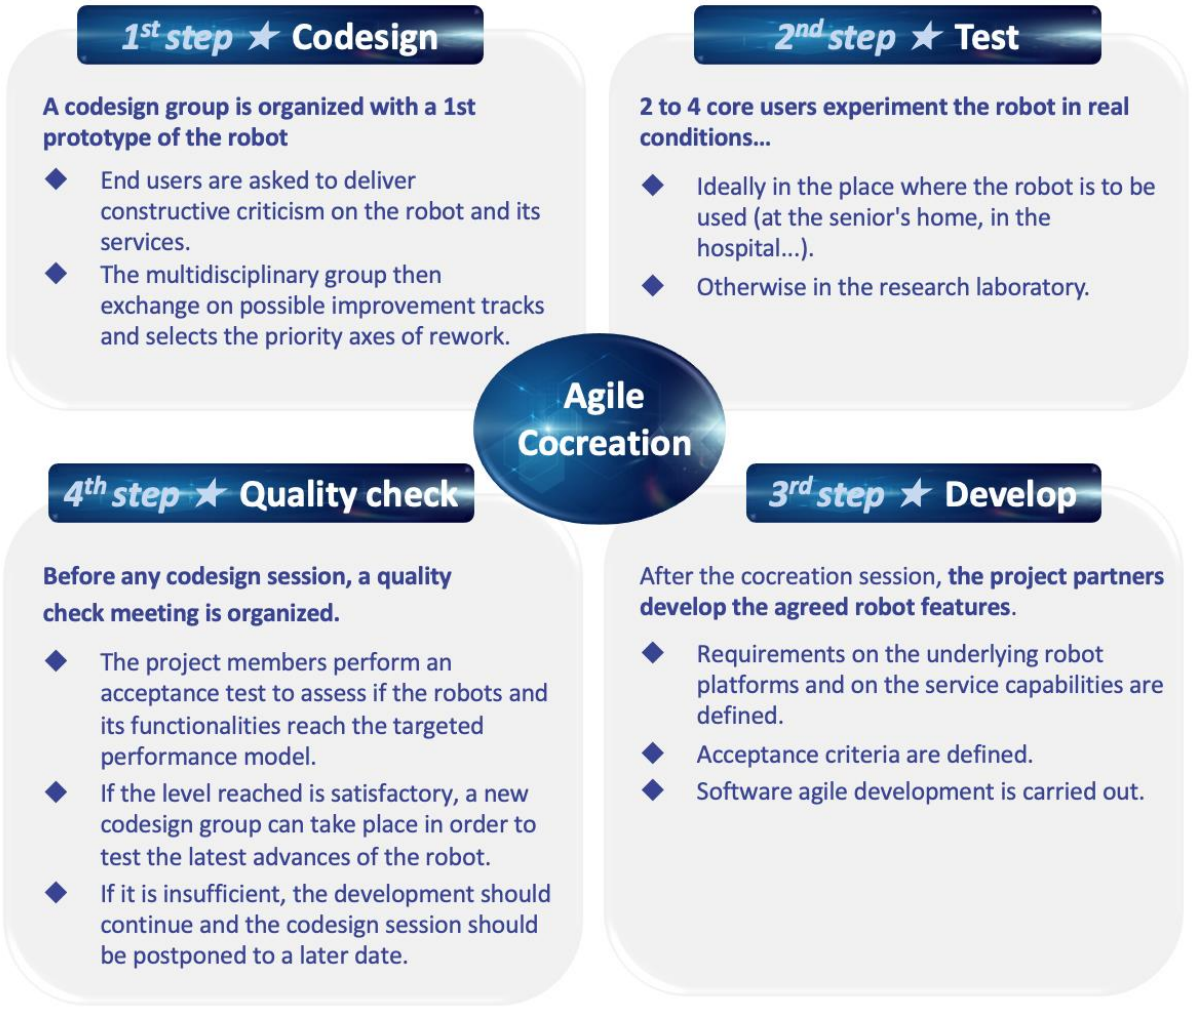 1st step ★ Codesign
A codesign group is organized with a 1st
prototype of the robot
◆ End users are asked to deliver
constructive criticism on the robot and its
services.
◆ The multidisciplinary group then
exchange on possible improvement tracks
and selects the priority axes of rework.
2nd step ★ Test
2 to 4 core users experiment the robot in real
conditions...
◆ Ideally in the place where the robot is to be
used (at the senior's home, in the
hospital...).
◆ Otherwise in the research laboratory.
Agile
Cocreation
4th step ★ Quality check
Before any codesign session, a quality
check meeting is organized.
◆ The project members perform an
acceptance test to assess if the robots and
its functionalities reach the targeted
performance model.
◆ If the level reached is satisfactory, a new
codesign group can take place in order to
test the latest advances of the robot.
◆ If it is insufficient, the development should
continue and the codesign session should
be postponed to a later date.
3rd step ★ Develop
After the cocreation session, the project partners
develop the agreed robot features.
◆ Requirements on the underlying robot
platforms and on the service capabilities are
defined.
◆ Acceptance criteria are defined.
◆ Software agile development is carried out.